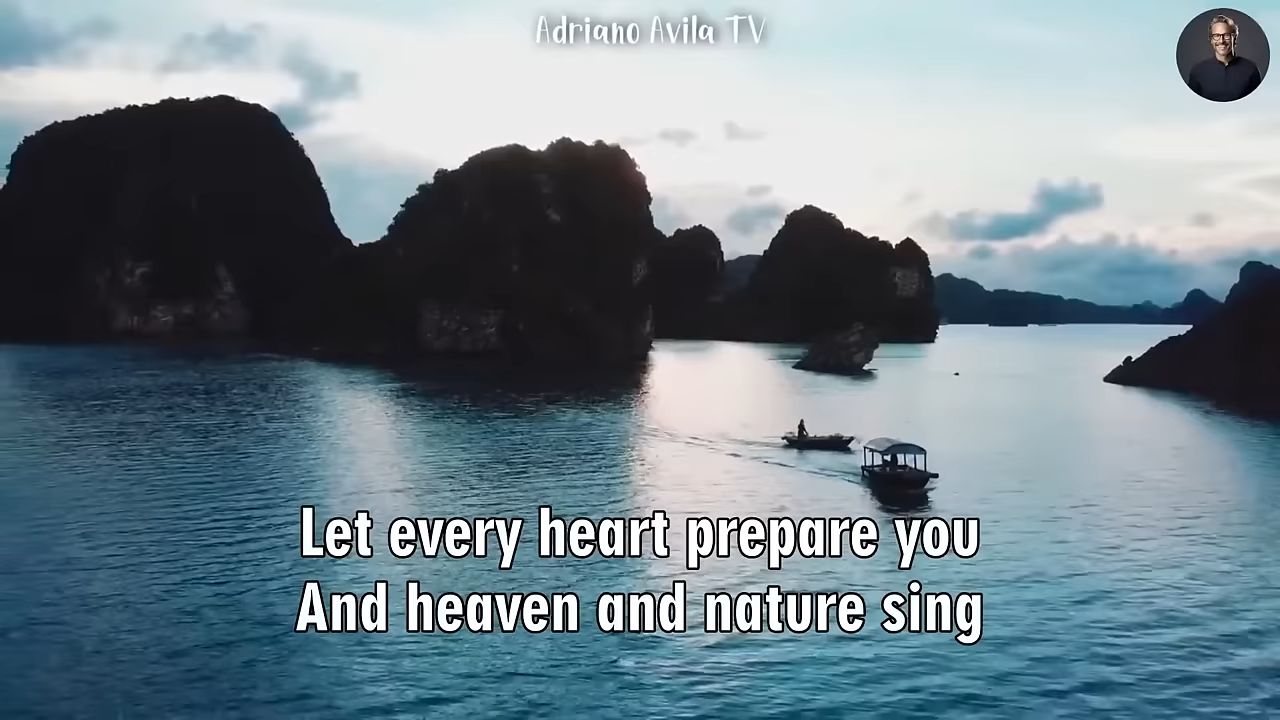 Adriano Avila TV
Let every heart prepare you
And heaven and nature sing